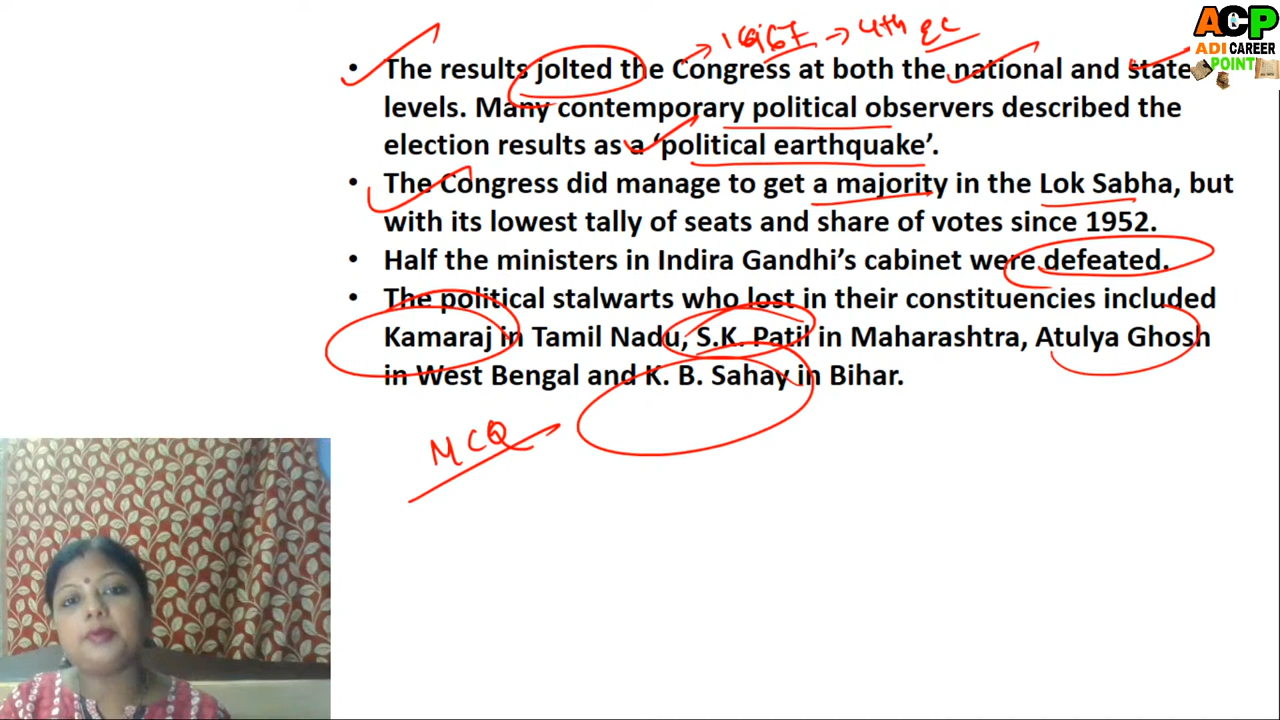 ACP
ADI CAREER
POINT
1967 → 4th
• The results jolted the Congress at both the national and state
levels. Many contemporary political observers described the
election results as a ‘political earthquake’.
• The Congress did manage to get a majority in the Lok Sabha, but
with its lowest tally of seats and share of votes since 1952.
• Half the ministers in Indira Gandhi’s cabinet were defeated.
• The political stalwarts who lost in their constituencies included
Kamaraj in Tamil Nadu, S.K. Patil in Maharashtra, Atulya Ghosh
in West Bengal and K. B. Sahay in Bihar.
MCQ